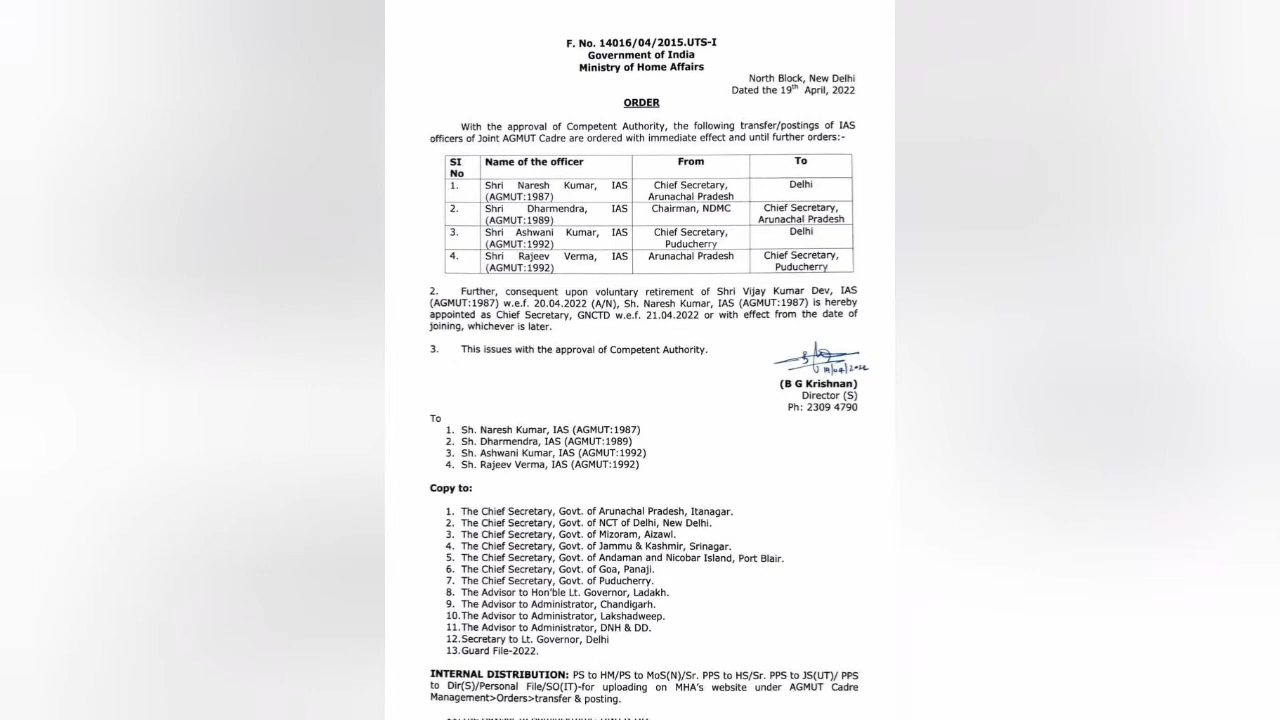 F. No. 14016/04/2015.UTS-I
Government of India
Ministry of Home Affairs
North Block, New Delhi
Dated the 19th April, 2022
ORDER
With the approval of Competent Authority, the following transfer/postings of IAS
officers of Joint AGMUT Cadre are ordered with immediate effect and until further orders:-
SI No Name of the officer From To
1. Shri Naresh Kumar, IAS (AGMUT:1987) Chief Secretary, Arunachal Pradesh Delhi
2. Shri Dharmendra, IAS (AGMUT:1989) Chairman, NDMC Chief Secretary, Arunachal Pradesh
3. Shri Ashwani Kumar, IAS (AGMUT:1992) Chief Secretary, Puducherry Delhi
4. Shri Rajeev Verma, IAS (AGMUT:1992) Arunachal Pradesh Chief Secretary, Puducherry
2. Further, consequent upon voluntary retirement of Shri Vijay Kumar Dev, IAS
(AGMUT:1987) w.e.f. 20.04.2022 (A/N), Sh. Naresh Kumar, IAS (AGMUT:1987) is hereby
appointed as Chief Secretary, GNCTD w.e.f. 21.04.2022 or with effect from the date of
joining, whichever is later.
3. This issues with the approval of Competent Authority.
19/04/2022
(B G Krishnan)
Director (S)
Ph: 2309 4790
To
1. Sh. Naresh Kumar, IAS (AGMUT:1987)
2. Sh. Dharmendra, IAS (AGMUT:1989)
3. Sh. Ashwani Kumar, IAS (AGMUT:1992)
4. Sh. Rajeev Verma, IAS (AGMUT:1992)
Copy to:
1. The Chief Secretary, Govt. of Arunachal Pradesh, Itanagar.
2. The Chief Secretary, Govt. of NCT of Delhi, New Delhi.
3. The Chief Secretary, Govt. of Mizoram, Aizawl.
4. The Chief Secretary, Govt. of Jammu & Kashmir, Srinagar.
5. The Chief Secretary, Govt. of Andaman and Nicobar Island, Port Blair.
6. The Chief Secretary, Govt. of Goa, Panaji.
7. The Chief Secretary, Govt. of Puducherry.
8. The Advisor to Hon'ble Lt. Governor, Ladakh.
9. The Advisor to Administrator, Chandigarh.
10.The Advisor to Administrator, Lakshadweep.
11.The Advisor to Administrator, DNH & DD.
12.Secretary to Lt. Governor, Delhi
13.Guard File-2022.
INTERNAL DISTRIBUTION: PS to HM/PS to MoS(N)/Sr. PPS to HS/Sr. PPS to JS(UT)/ PPS
to Dir(S)/Personal File/SO(IT)-for uploading on MHA's website under AGMUT Cadre
Management>Orders>transfer & posting.